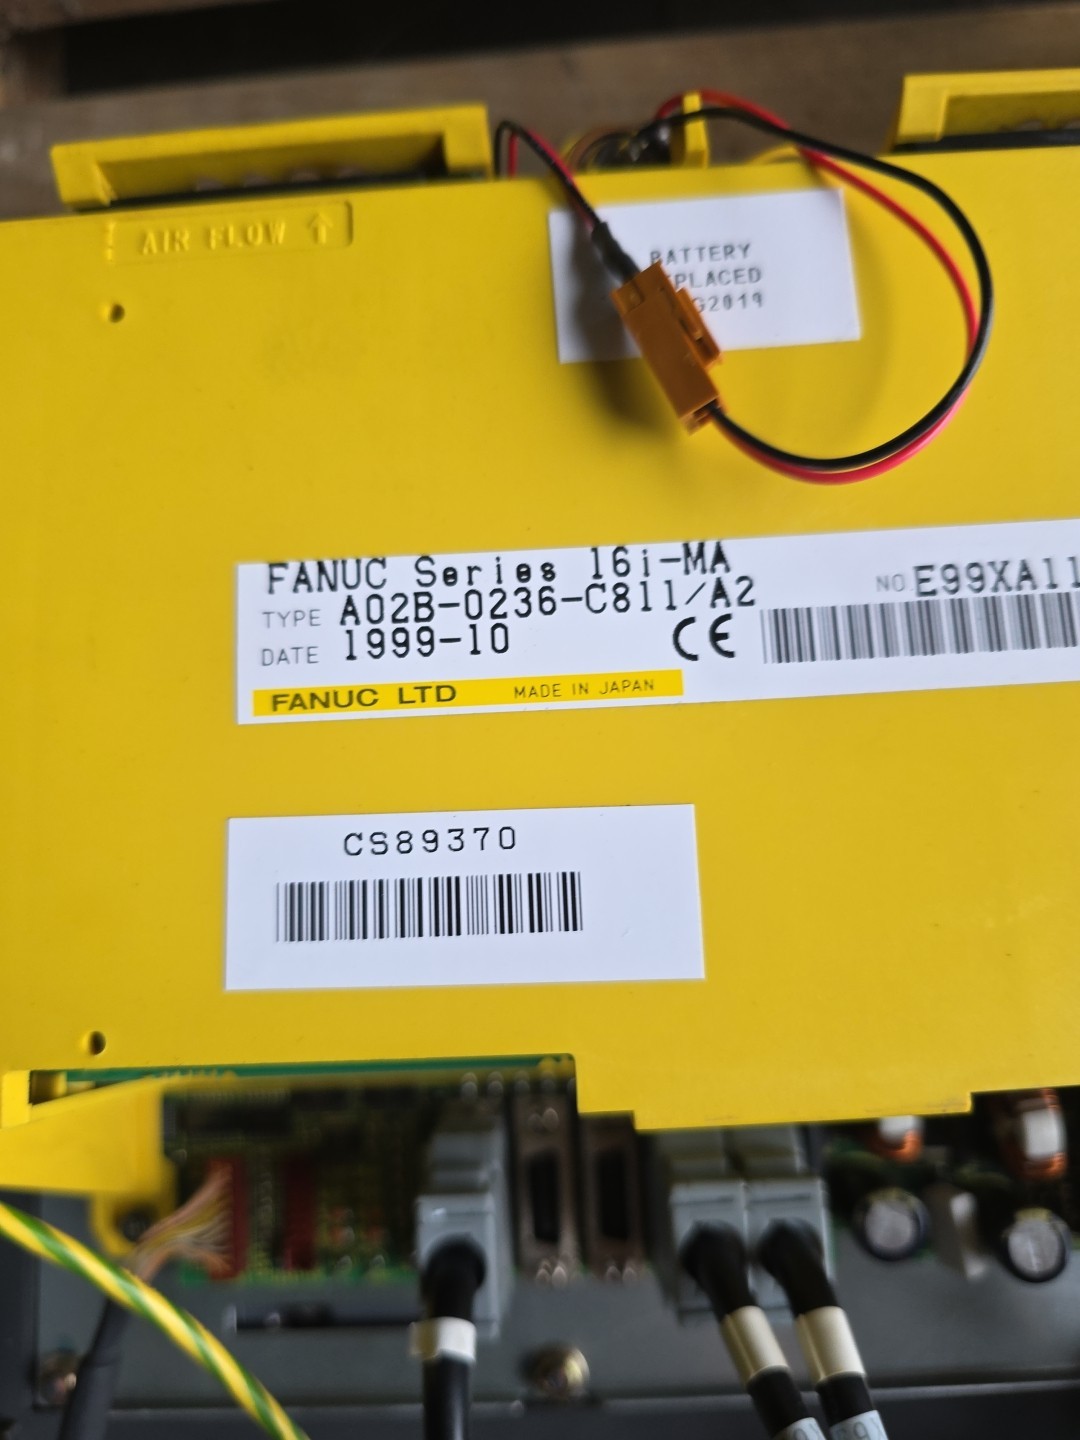 AIR FLOW ↑
BATTERY
2019
FANUC Series 16i-MA
TYPE A02B-0236-C811/A2
DATE 1999-10
CE
NO. E99XA11
FANUC LTD MADE IN JAPAN
CS89370